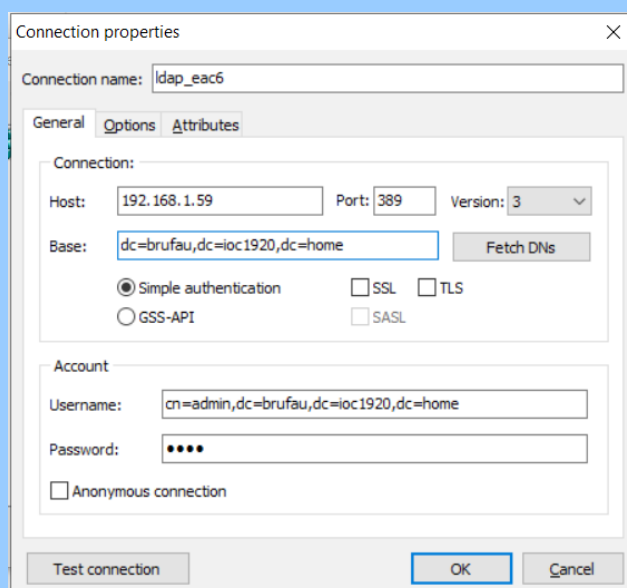 Connection properties
Connection name: ldap_eac6
General Options Attributes
Connection:
Host: 192.168.1.59 Port: 389 Version: 3
Base: dc=brufau,dc=ioc1920,dc=home Fetch DNs
Simple authentication SSL TLS
GSS-API SASL
Account
Username: cn=admin,dc=brufau,dc=ioc1920,dc=home
Password: ••••
Anonymous connection
Test connection OK Cancel